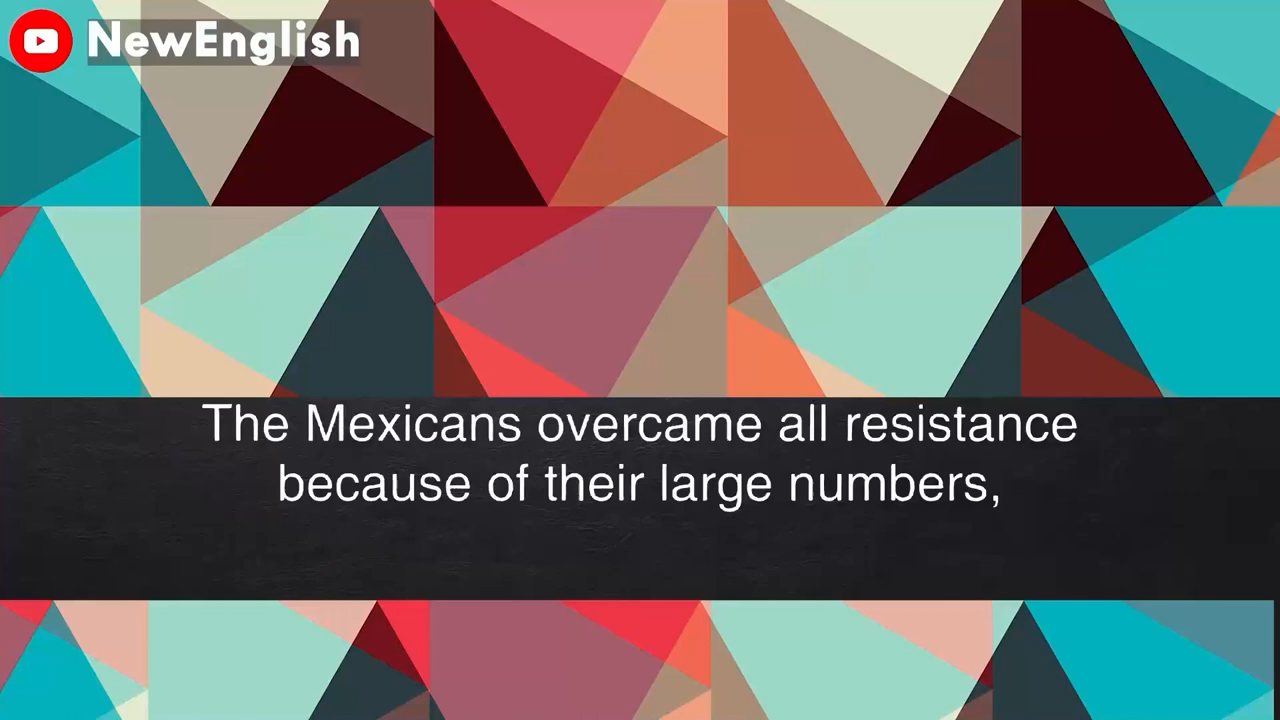 NewEnglish
The Mexicans overcame all resistance
because of their large numbers,